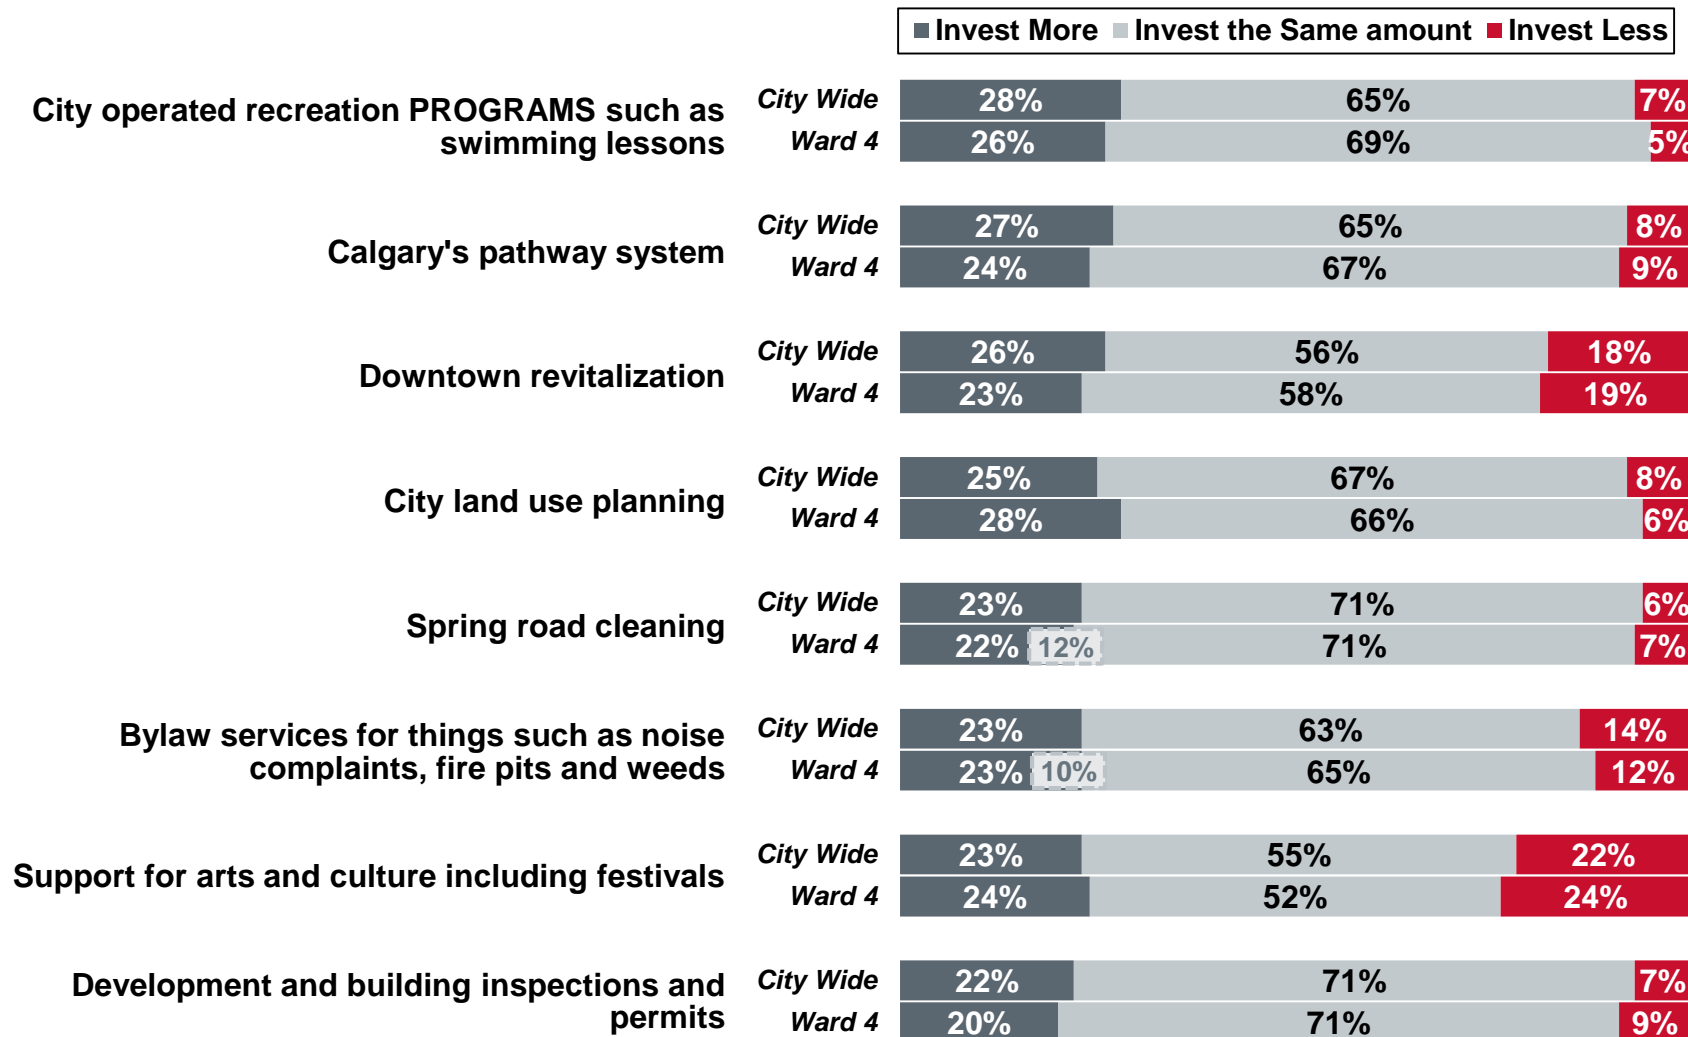 Invest More Invest the Same amount Invest Less
City operated recreation PROGRAMS such as
swimming lessons
City Wide 28% 65% 7%
Ward 4 26% 69% 5%
Calgary's pathway system
City Wide 27% 65% 8%
Ward 4 24% 67% 9%
Downtown revitalization
City Wide 26% 56% 18%
Ward 4 23% 58% 19%
City land use planning
City Wide 25% 67% 8%
Ward 4 28% 66% 6%
Spring road cleaning
City Wide 23% 71% 6%
Ward 4 22% 12% 71% 7%
Bylaw services for things such as noise
complaints, fire pits and weeds
City Wide 23% 63% 14%
Ward 4 23% 10% 65% 12%
Support for arts and culture including festivals
City Wide 23% 55% 22%
Ward 4 24% 52% 24%
Development and building inspections and
permits
City Wide 22% 71% 7%
Ward 4 20% 71% 9%